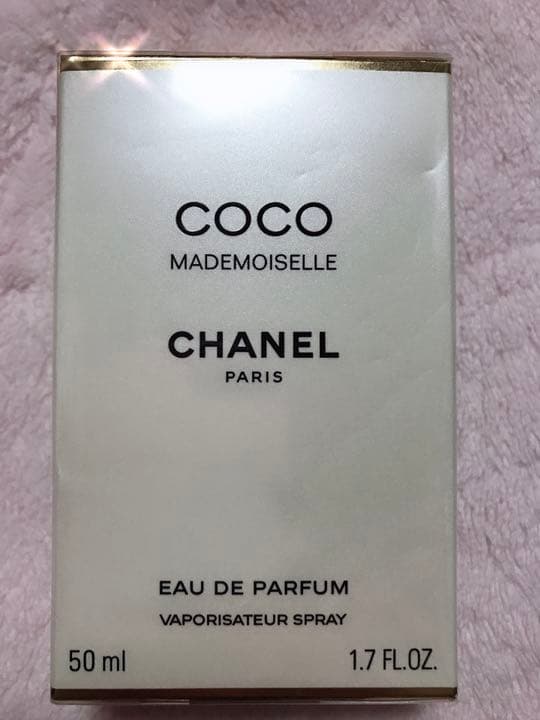 COCO
MADEMOISELLE
CHANEL
PARIS
EAU DE PARFUM
VAPORISATEUR SPRAY
50 ml 1.7 FL.OZ.